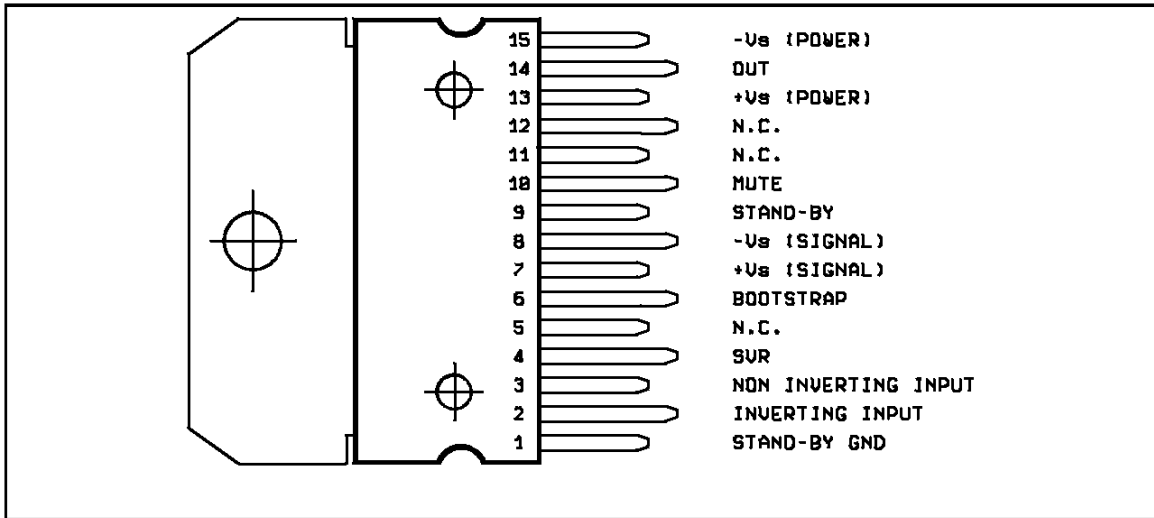 15 -Vs (POWER)
14 OUT
13 +Vs (POWER)
12 N.C.
11 N.C.
10 MUTE
9 STAND-BY
8 -Vs (SIGNAL)
7 +Vs (SIGNAL)
6 BOOTSTRAP
5 N.C.
4 SVR
3 NON INVERTING INPUT
2 INVERTING INPUT
1 STAND-BY GND